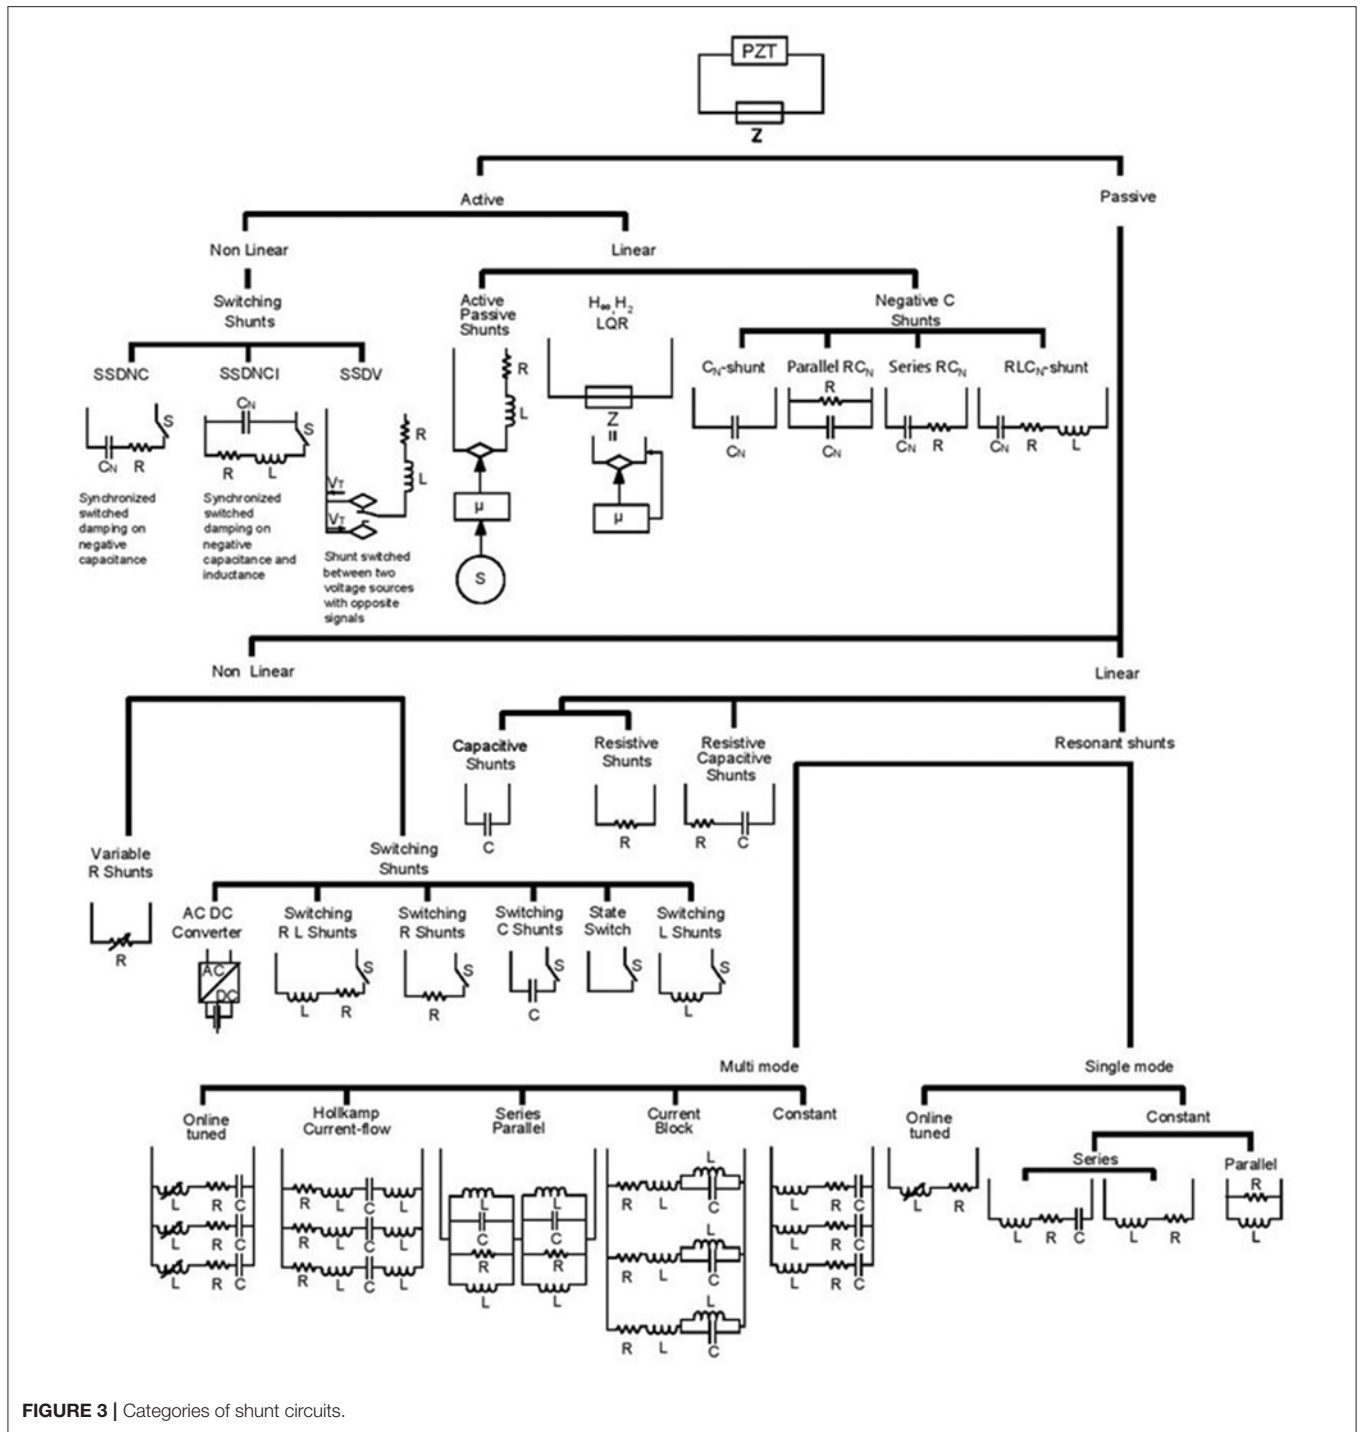 PZT
Z
Active
Passive
Non Linear
Linear
Switching
Shunts
Active
Passive
Shunts
H∞,H2
LQR
Negative C
Shunts
SSDNC
SSDNCI
SSDV
CN-shunt
Parallel RCN
Series RCN
RLCN-shunt
S
CN
R
CN
S
R
L
R
L
VT
VT
R
L
μ
S
Z
μ
CN
R
CN
CN
R
CN
R
L
Synchronized
switched
damping on
negative
capacitance
Synchronized
switched
damping on
negative
capacitance and
inductance
Shunt switched
between two
voltage sources
with opposite
signals
Non Linear
Linear
Capacitive
Shunts
Resistive
Shunts
Resistive
Capacitive
Shunts
Resonant shunts
C
R
R
C
Variable
R Shunts
R
Switching
Shunts
AC DC
Converter
Switching
R L Shunts
Switching
R Shunts
Switching
C Shunts
State
Switch
Switching
L Shunts
AC
DC
S
L
R
S
R
S
C
S
S
L
Multi mode
Single mode
Online
tuned
Hollkamp
Current-flow
Series
Parallel
Current
Block
Constant
Online
tuned
Constant
Series
Parallel
L R C
L R C
L R C
R L C L
R L C L
R L C L
L
C
R
L
L
C
R
L
L
R L C
L
R L C
L
R L C
L R C
L R C
L R C
L R
L R C
L R
R
L
FIGURE 3 | Categories of shunt circuits.